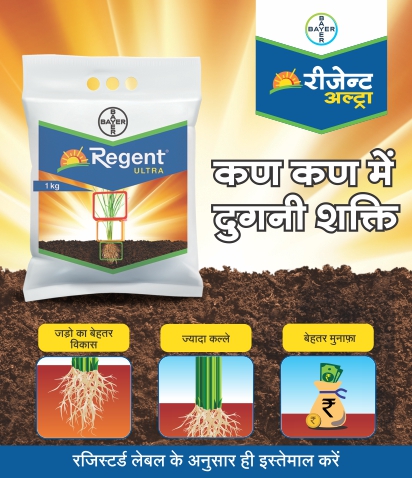 BAYER
रीजेन्ट
अल्ट्रा
BAYER
Regent
ULTRA
1 kg
कण कण में
दुगनी शक्ति
जड़ो का बेहतर
विकास
ज्यादा कल्ले
बेहतर मुनाफ़ा
रजिस्टर्ड लेबल के अनुसार ही इस्तेमाल करें